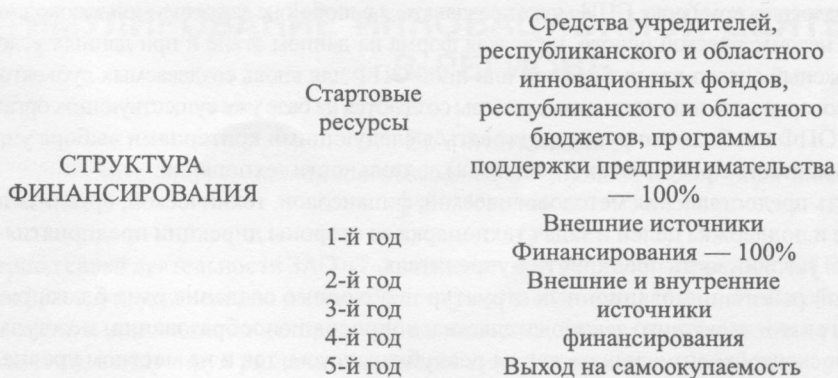 Средства учредителей,
республиканского и областного
инновационных фондов,
Стартовые
ресурсы
республиканского и областного
бюджетов, программы
поддержки предпринимательства
— 100%
СТРУКТУРА
ФИНАНСИРОВАНИЯ
1-й год
Внешние источники
Финансирования — 100%
2-й год
Внешние и внутренние
3-й год
источники
4-й год
финансирования
5-й год
Выход на самоокупаемость